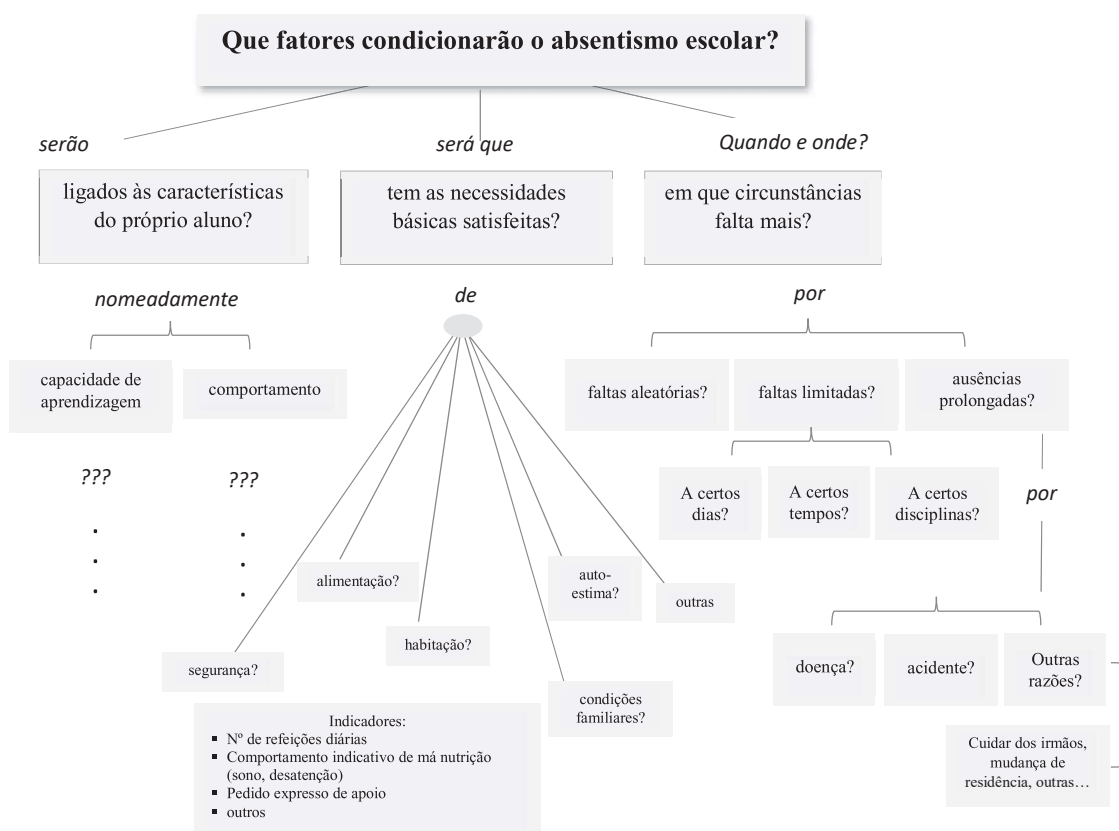 Que fatores condicionarão o absentismo escolar?
serão
será que
Quando e onde?
ligados às características
do próprio aluno?
tem as necessidades
básicas satisfeitas?
em que circunstâncias
falta mais?
nomeadamente
de
por
capacidade de
aprendizagem
comportamento
faltas aleatórias?
faltas limitadas?
ausências
prolongadas?
???
???
A certos
dias?
A certos
tempos?
A certos
disciplinas?
por
alimentação?
auto-
estima?
outras
habitação?
segurança?
condições
familiares?
doença?
acidente?
Outras
razões?
Indicadores:
▪ Nº de refeições diárias
▪ Comportamento indicativo de má nutrição
(sono, desatenção)
▪ Pedido expresso de apoio
▪ outros
Cuidar dos irmãos,
mudança de
residência, outras…